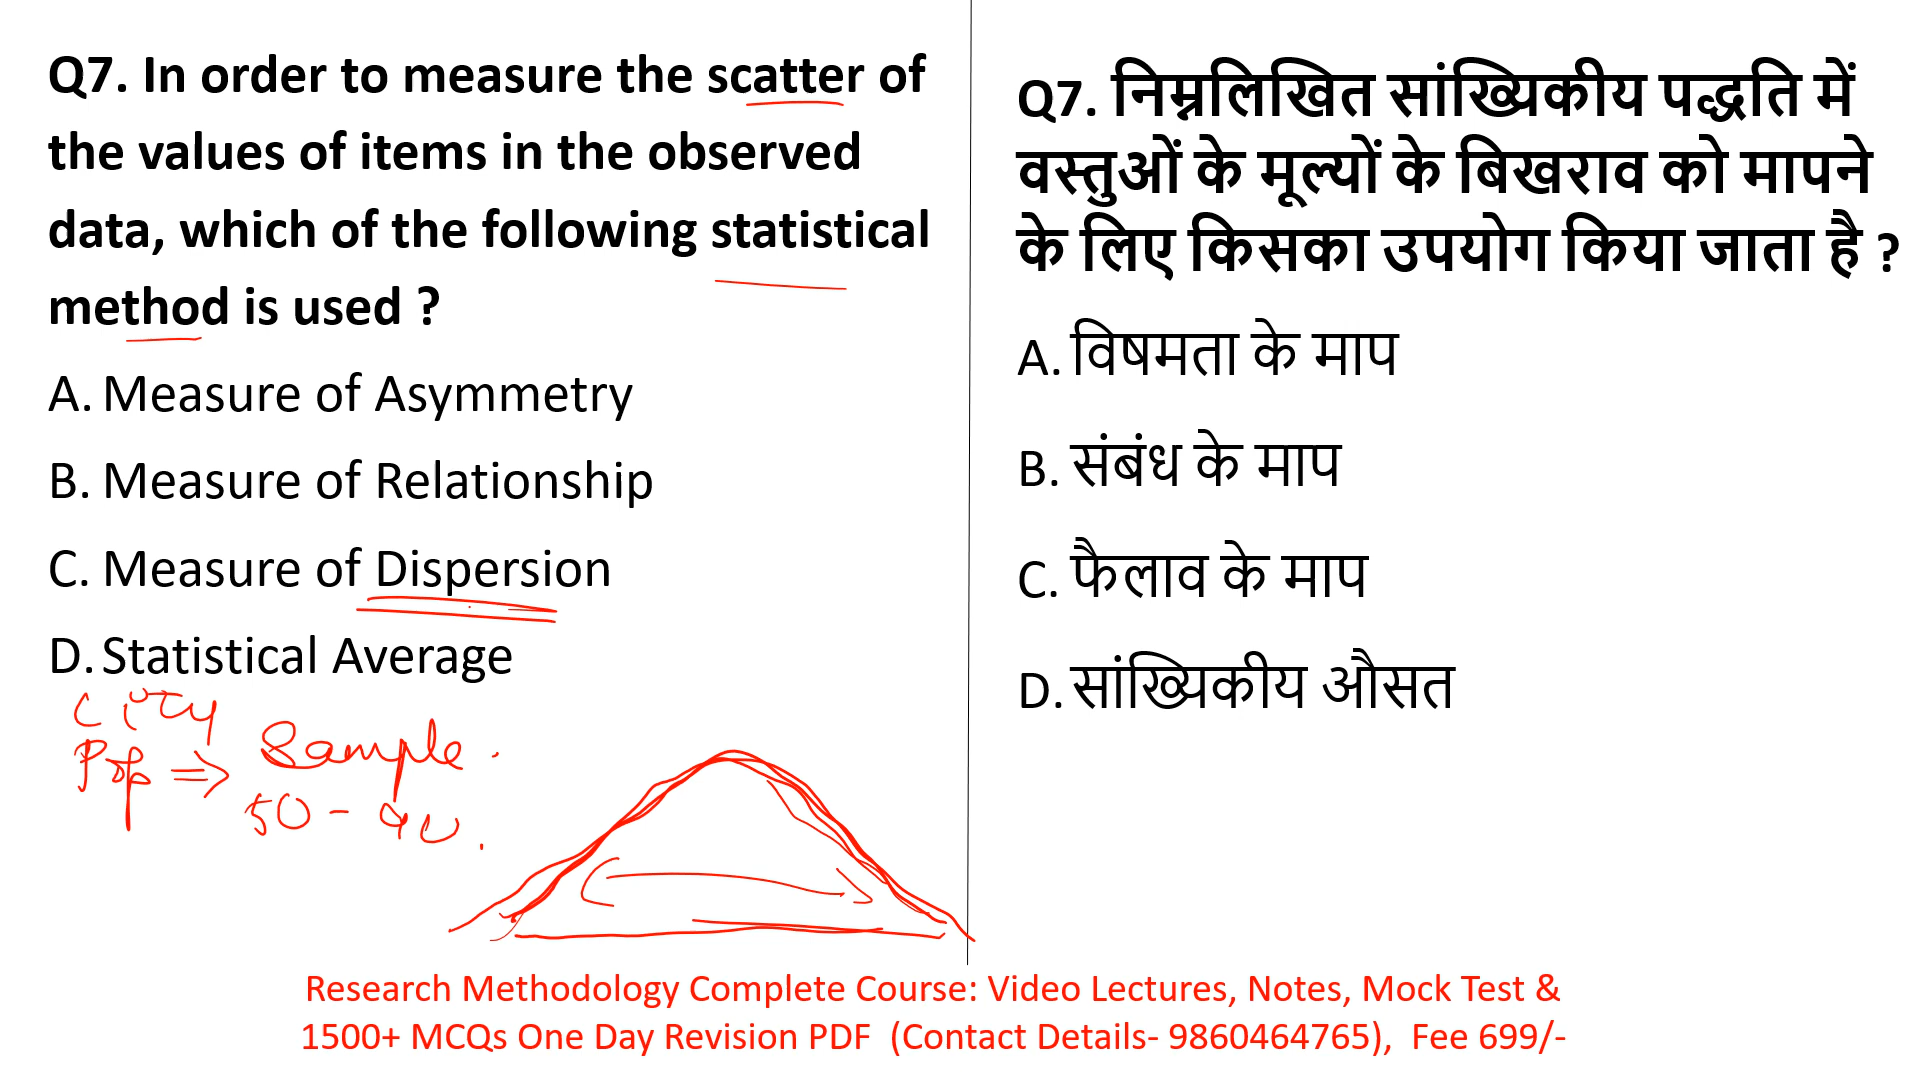 Q7. In order to measure the scatter of
the values of items in the observed
data, which of the following statistical
method is used ?
A. Measure of Asymmetry
B. Measure of Relationship
C. Measure of Dispersion
D. Statistical Average
City
Pop ⇒ Sample.
50 - 90.
Q7. निम्नलिखित सांख्यिकीय पद्धति में
वस्तुओं के मूल्यों के बिखराव को मापने
के लिए किसका उपयोग किया जाता है ?
A. विषमता के माप
B. संबंध के माप
C. फैलाव के माप
D. सांख्यिकीय औसत
Research Methodology Complete Course: Video Lectures, Notes, Mock Test &
1500+ MCQs One Day Revision PDF (Contact Details- 9860464765), Fee 699/-